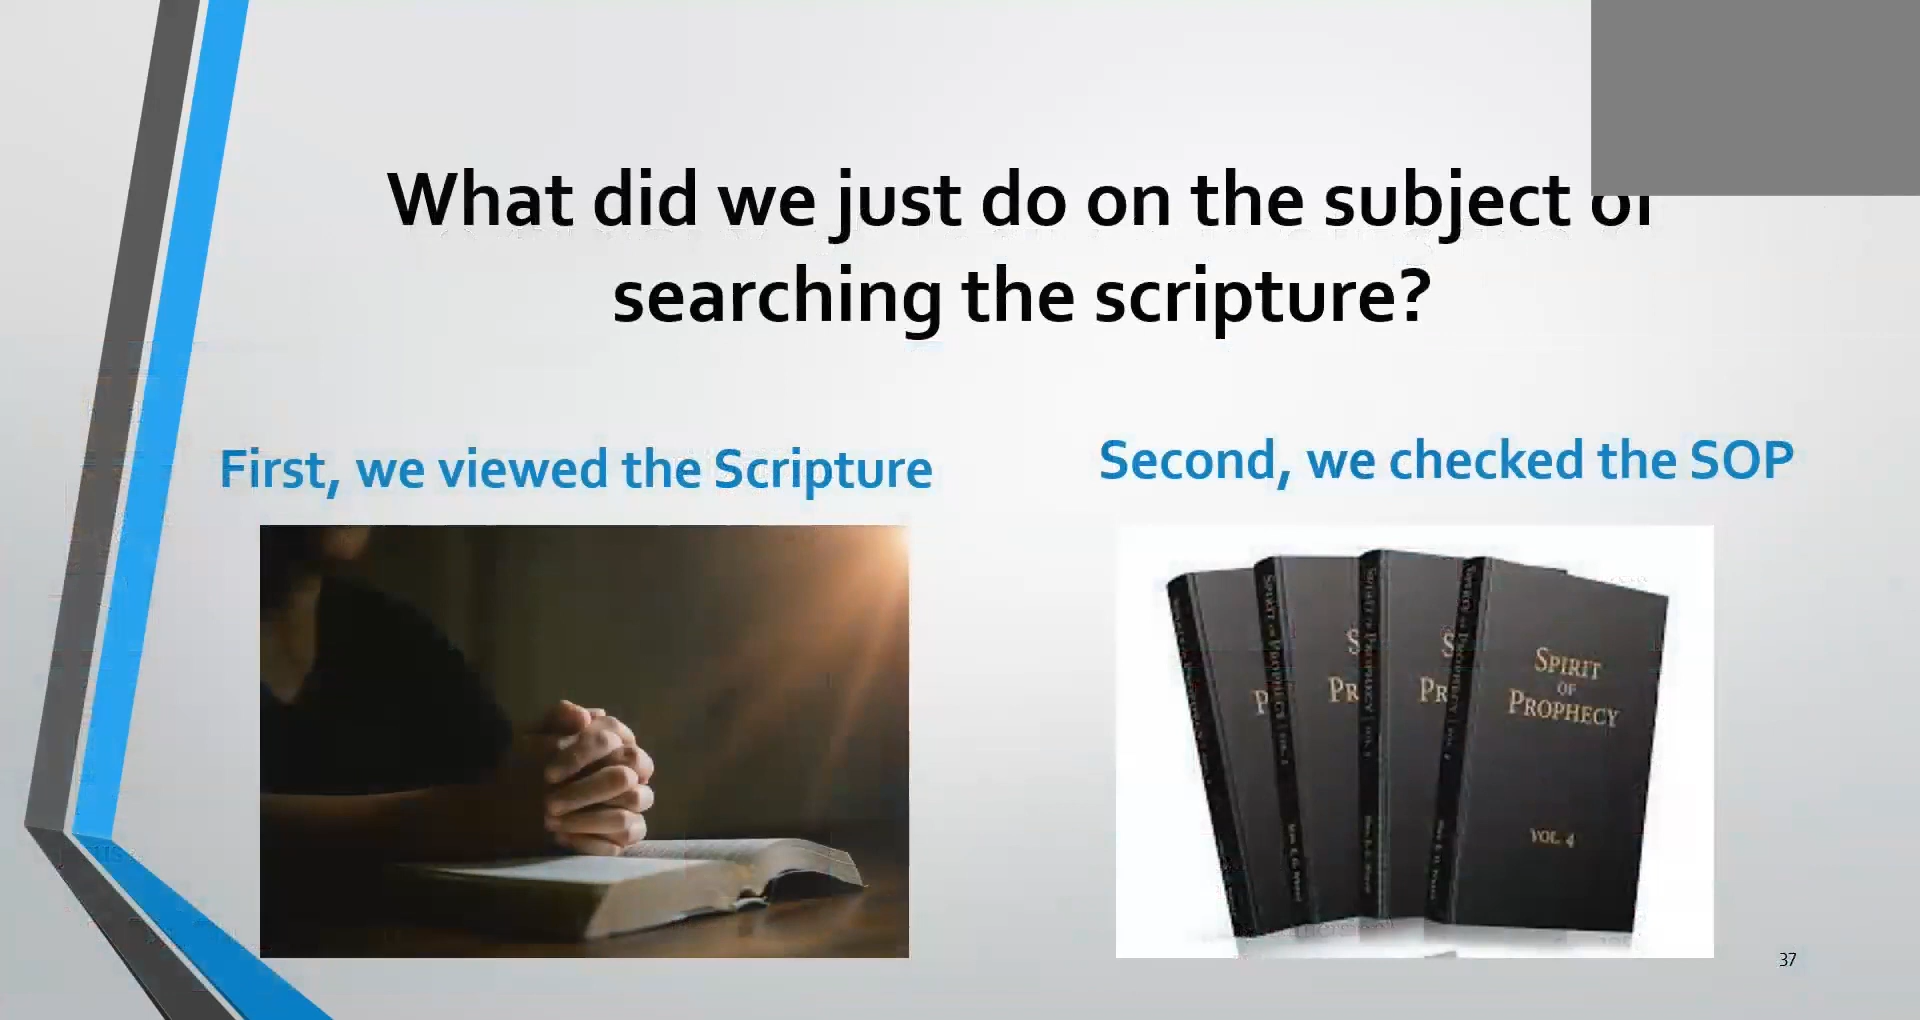 What did we just do on the subject of
searching the scripture?
First, we viewed the Scripture
Second, we checked the SOP
SPIRIT
OF
PROPHECY
VOL. 4
37